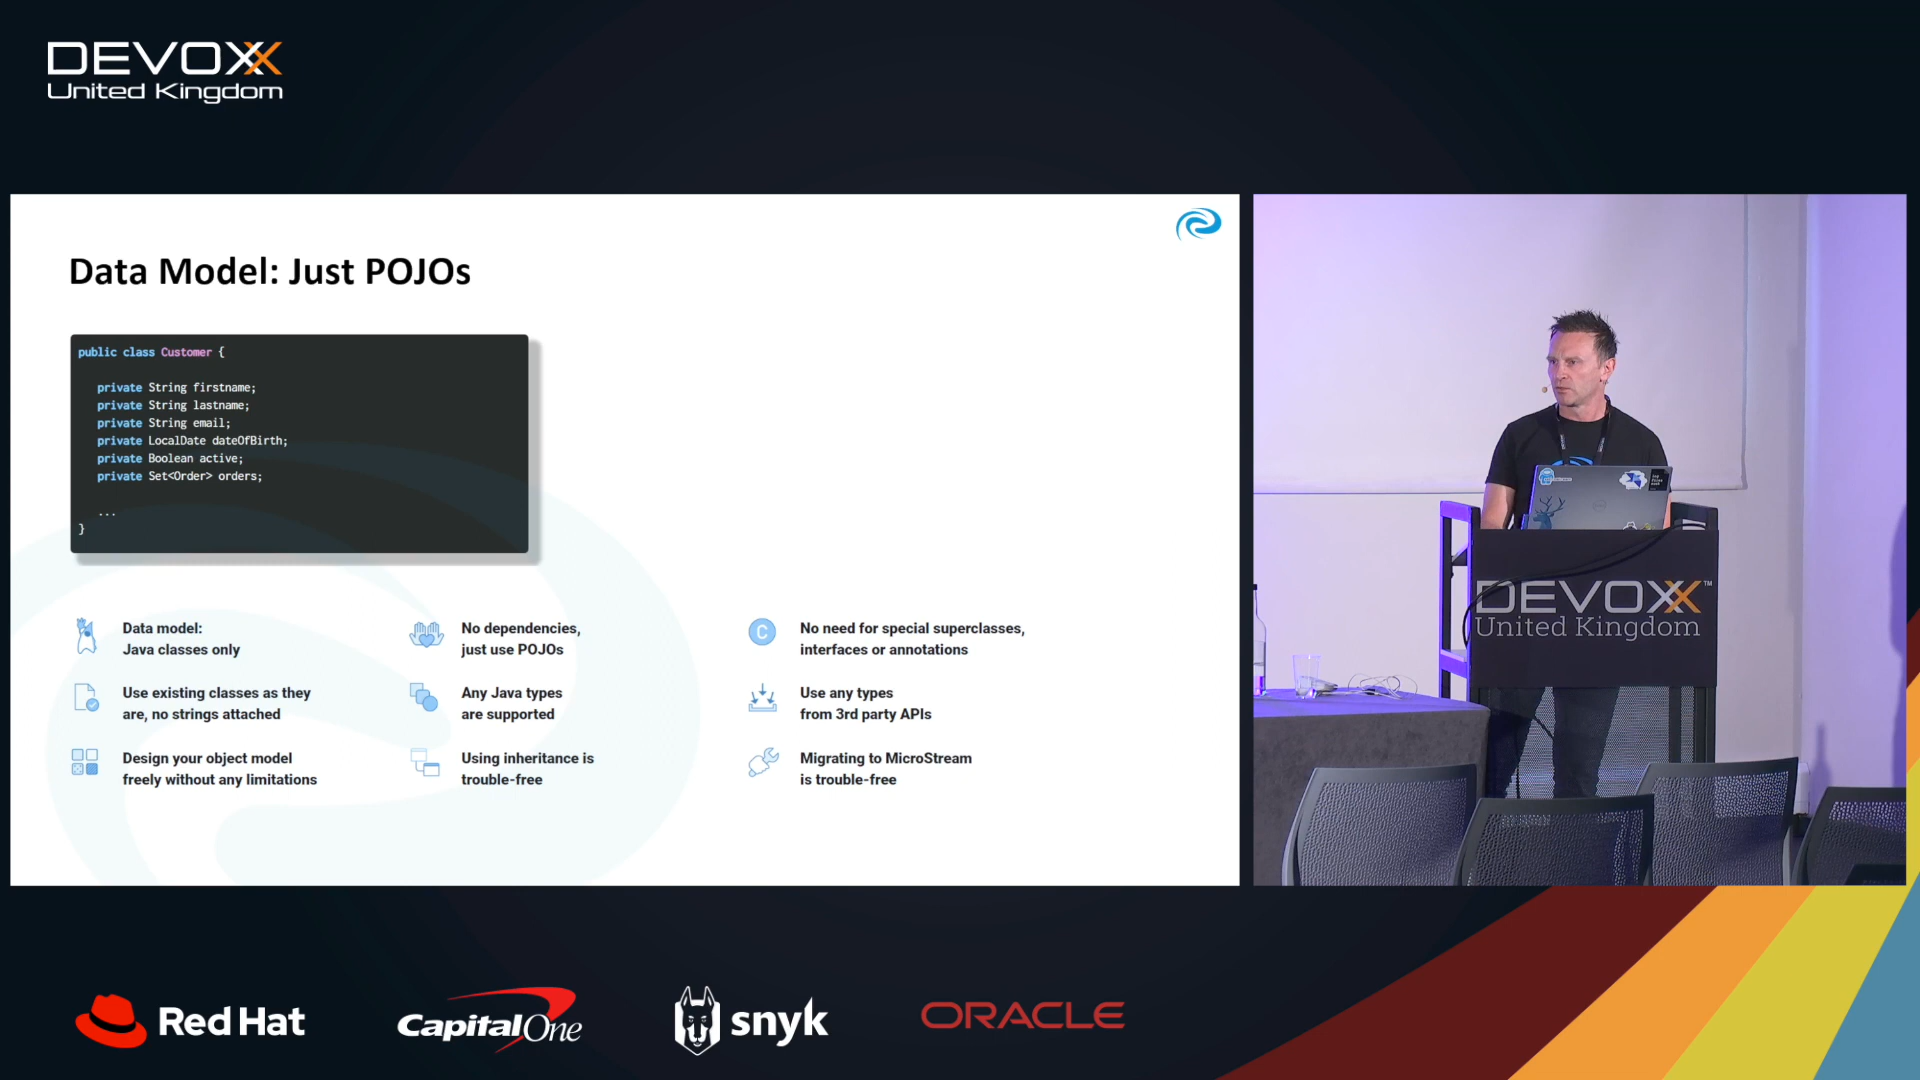 DEVOXX
United Kingdom
Data Model: Just POJOs
public class Customer {
private String firstname;
private String lastname;
private String email;
private LocalDate dateOfBirth;
private Boolean active;
private Set<Order> orders;
...
}
Data model:
Java classes only
No dependencies,
just use POJOs
C
No need for special superclasses,
interfaces or annotations
Use existing classes as they
are, no strings attached
Any Java types
are supported
Use any types
from 3rd party APIs
Design your object model
freely without any limitations
Using inheritance is
trouble-free
Migrating to MicroStream
is trouble-free
DEVOXX™
United Kingdom
Red Hat
Capital One
snyk
ORACLE